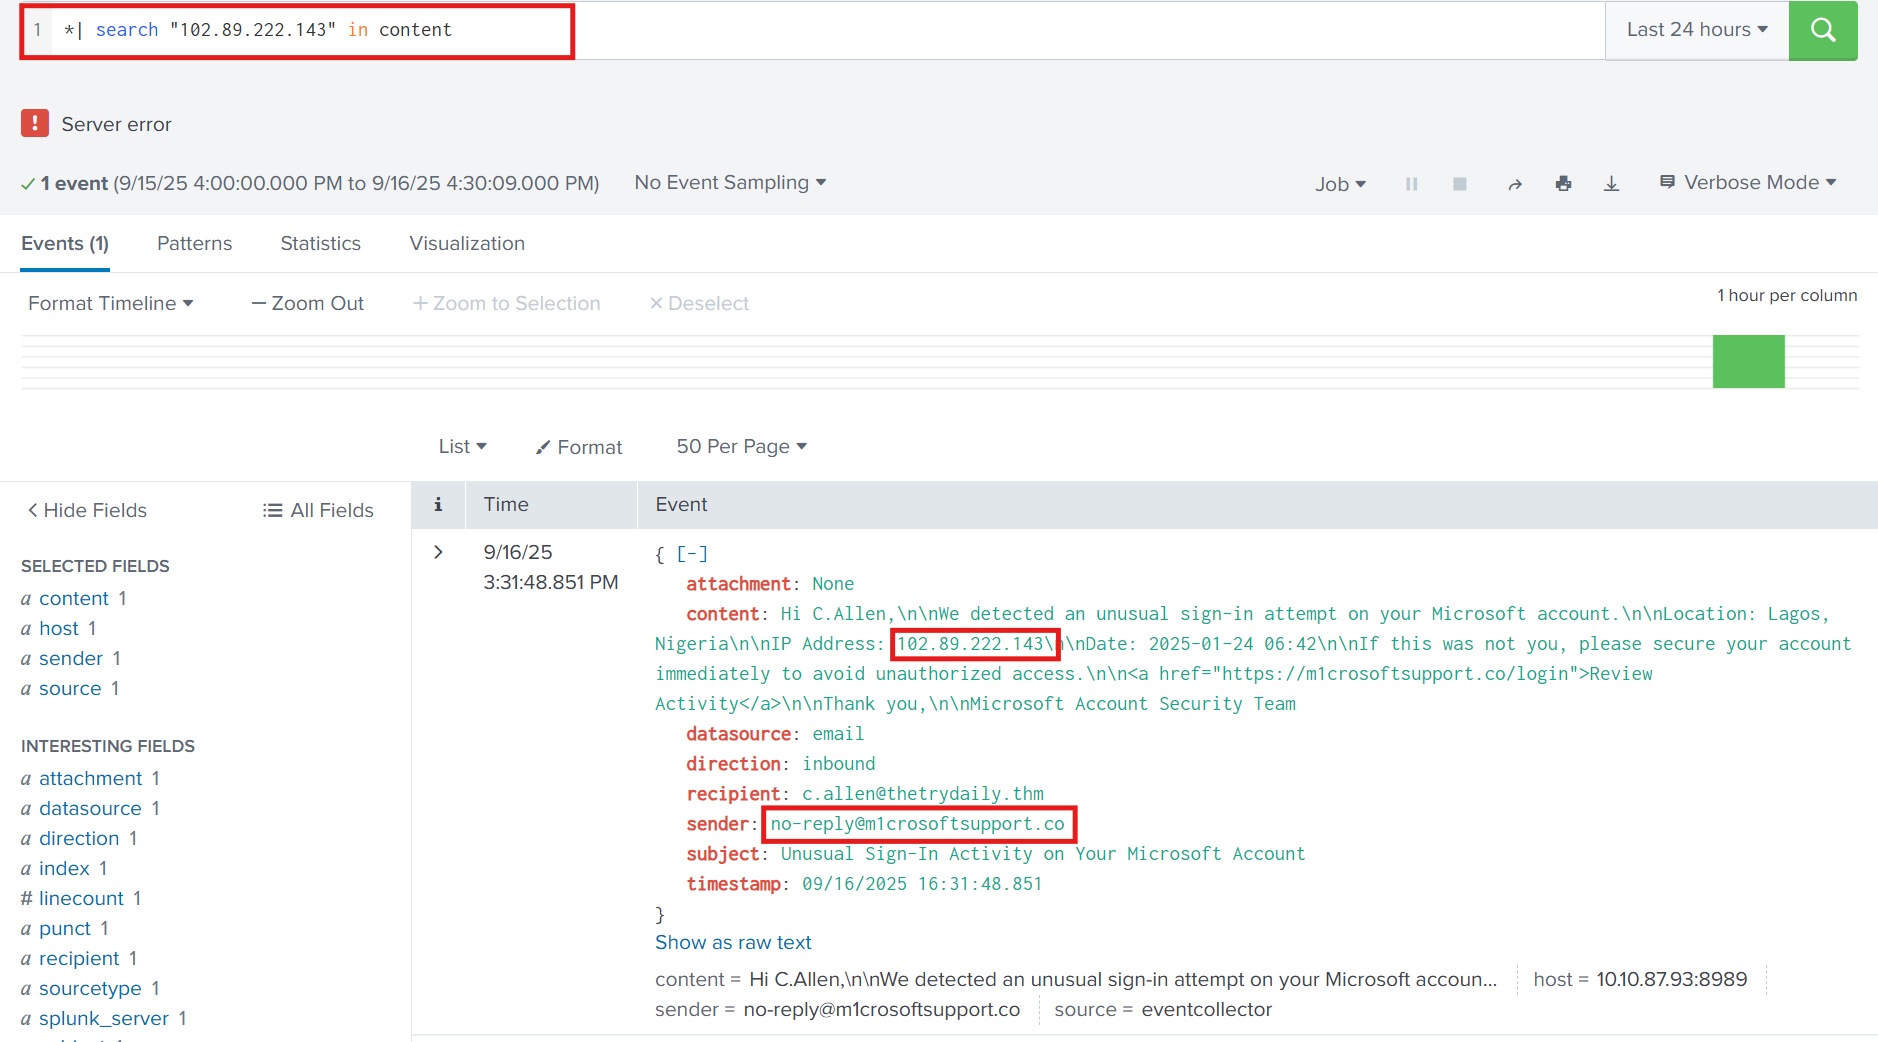 1 *| search "102.89.222.143" in content
Last 24 hours
! Server error
1 event (9/15/25 4:00:00.000 PM to 9/16/25 4:30:09.000 PM) No Event Sampling
Job Verbose Mode
Events (1) Patterns Statistics Visualization
Format Timeline — Zoom Out + Zoom to Selection × Deselect
1 hour per column
List Format 50 Per Page
< Hide Fields All Fields
i Time Event
SELECTED FIELDS
a content 1
a host 1
a sender 1
a source 1
INTERESTING FIELDS
a attachment 1
a datasource 1
a direction 1
a index 1
# linecount 1
a punct 1
a recipient 1
a sourcetype 1
a splunk_server 1
> 9/16/25
3:31:48.851 PM
{ [-]
attachment: None
content: Hi C.Allen,\n\nWe detected an unusual sign-in attempt on your Microsoft account.\n\nLocation: Lagos,
Nigeria\n\nIP Address: 102.89.222.143\n\nDate: 2025-01-24 06:42\n\nIf this was not you, please secure your account
immediately to avoid unauthorized access.\n\n<a href="https://m1crosoftsupport.co/login">Review
Activity</a>\n\nThank you,\n\nMicrosoft Account Security Team
datasource: email
direction: inbound
recipient: c.allen@thetrydaily.thm
sender: no-reply@m1crosoftsupport.co
subject: Unusual Sign-In Activity on Your Microsoft Account
timestamp: 09/16/2025 16:31:48.851
}
Show as raw text
content = Hi C.Allen,\n\nWe detected an unusual sign-in attempt on your Microsoft accoun... host = 10.10.87.93:8989
sender = no-reply@m1crosoftsupport.co source = eventcollector